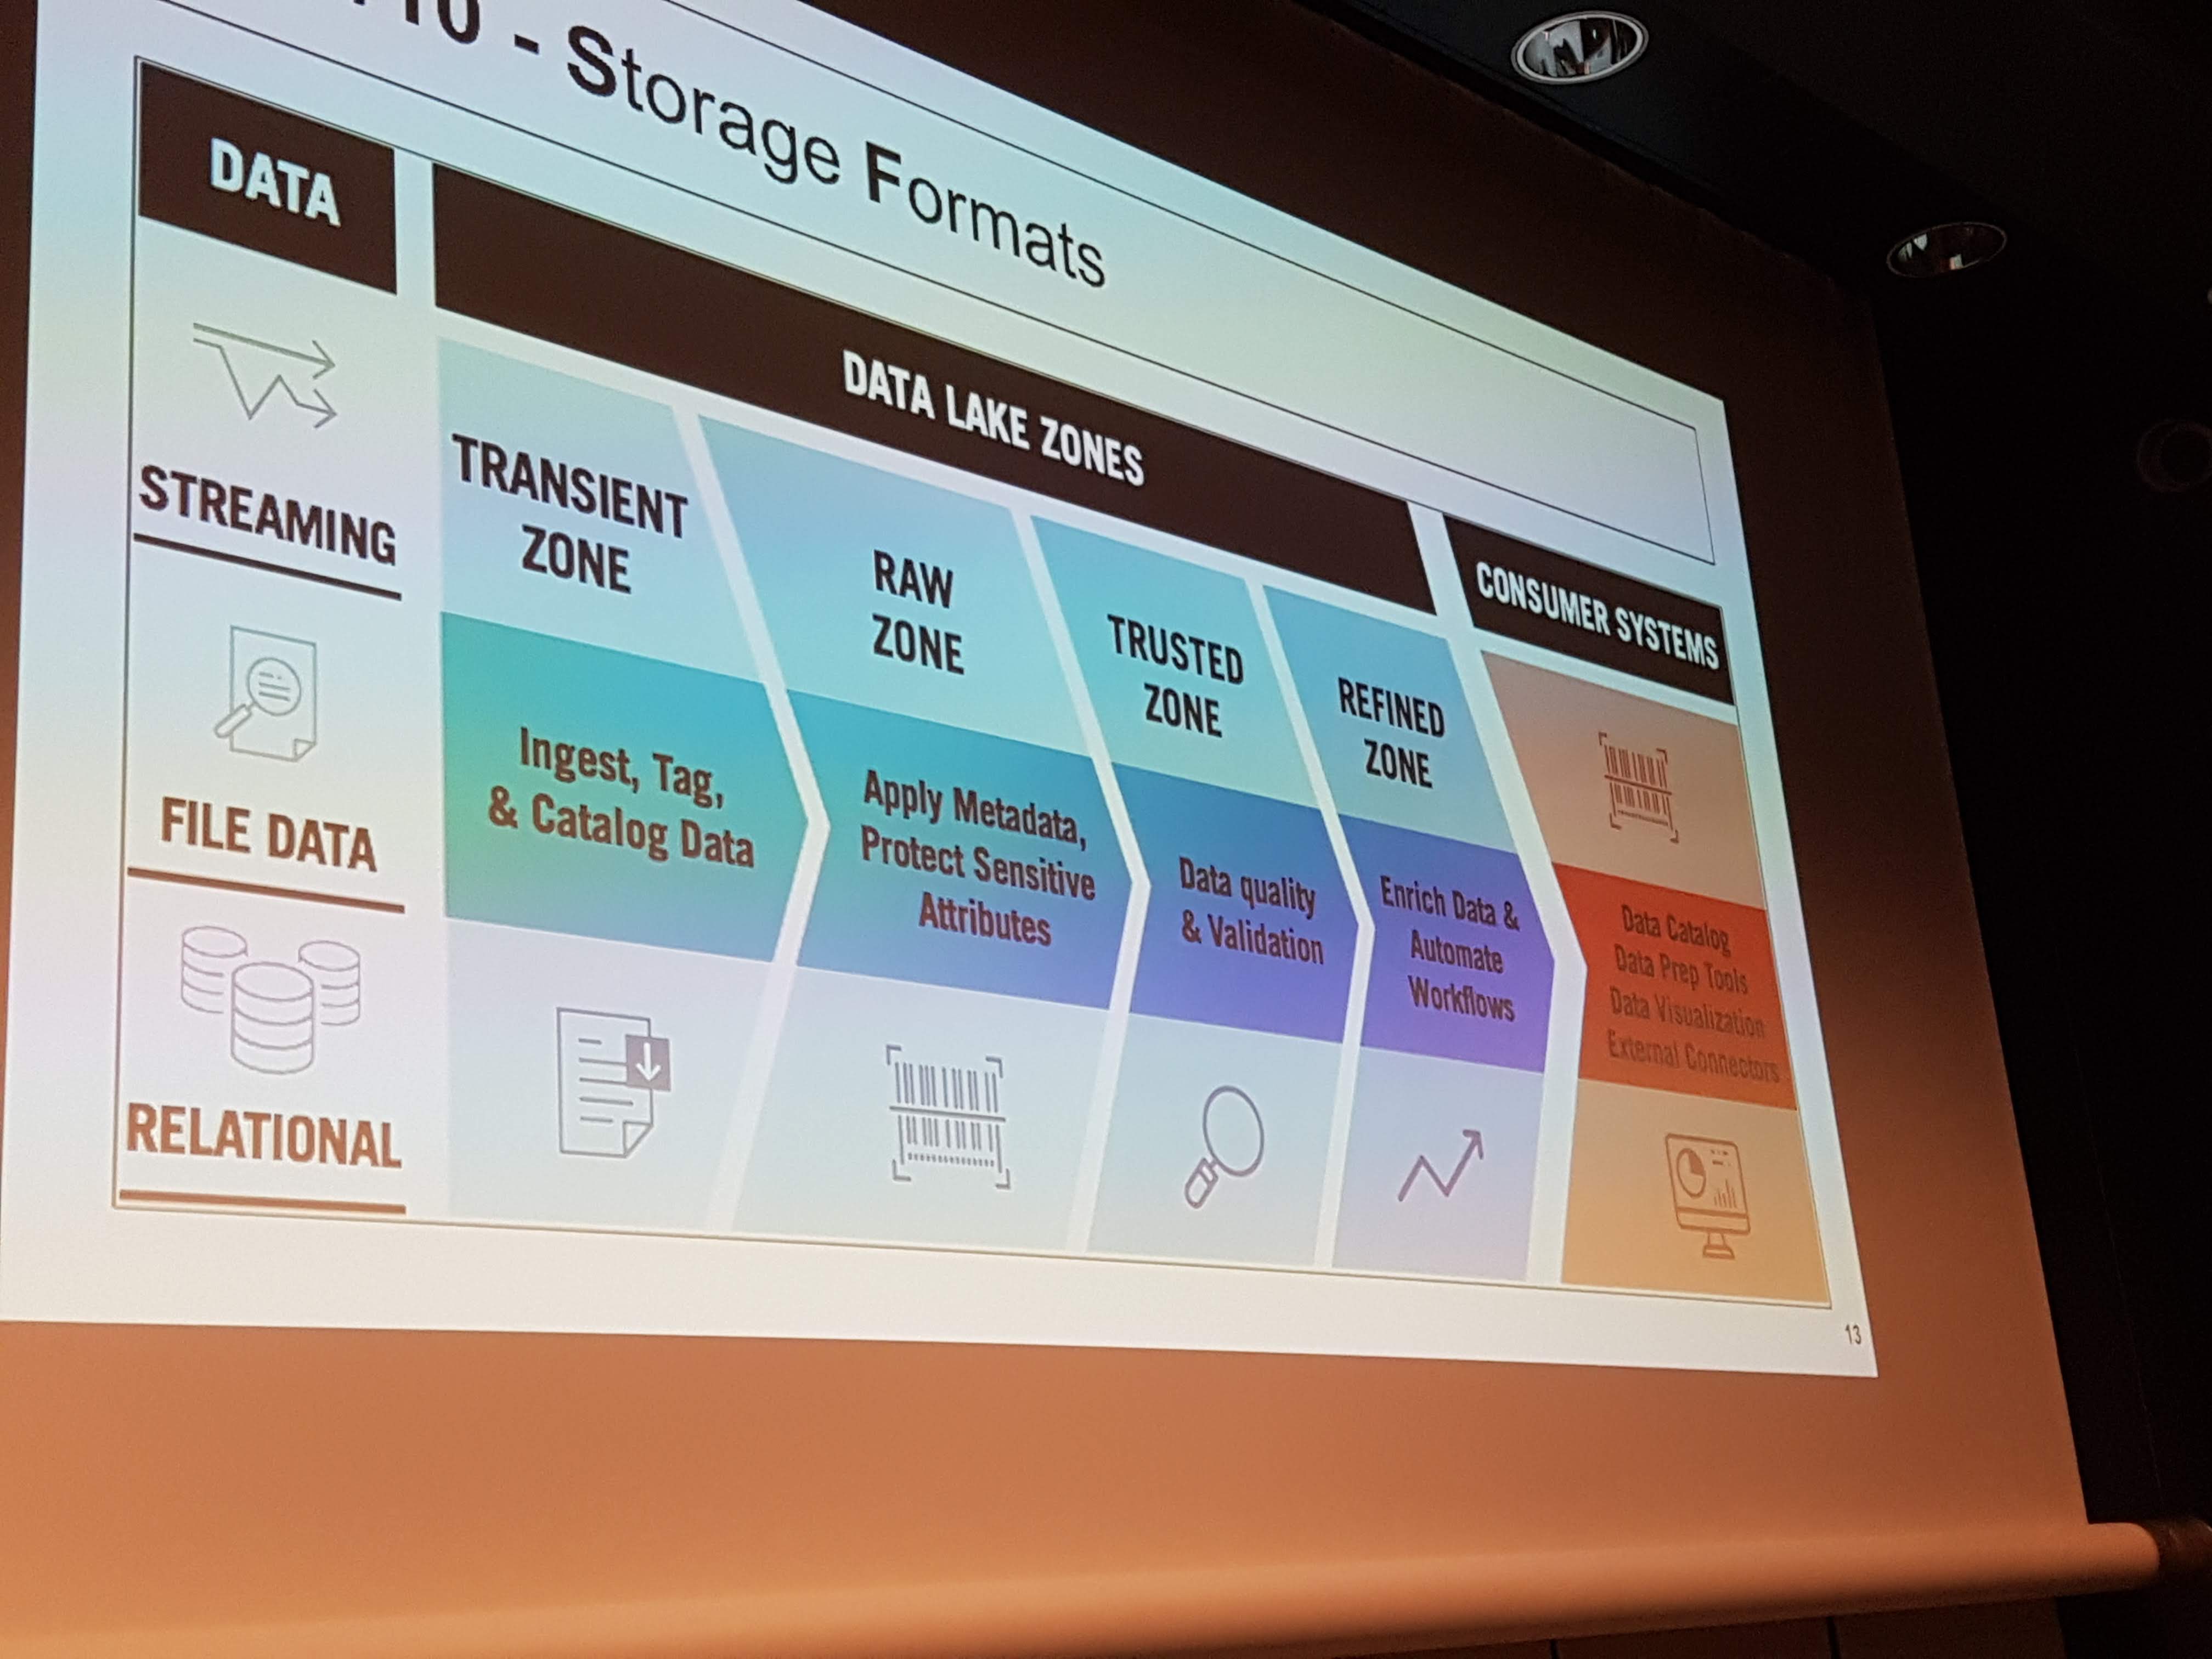 10 - Storage Formats
DATA
DATA LAKE ZONES
CONSUMER SYSTEMS
STREAMING
FILE DATA
RELATIONAL
TRANSIENT
ZONE
Ingest, Tag,
& Catalog Data
RAW
ZONE
Apply Metadata,
Protect Sensitive
Attributes
TRUSTED
ZONE
Data quality
& Validation
REFINED
ZONE
Enrich Data &
Automate
Workflows
Data Catalog
Data Prep Tools
Data Visualization
External Connectors
13